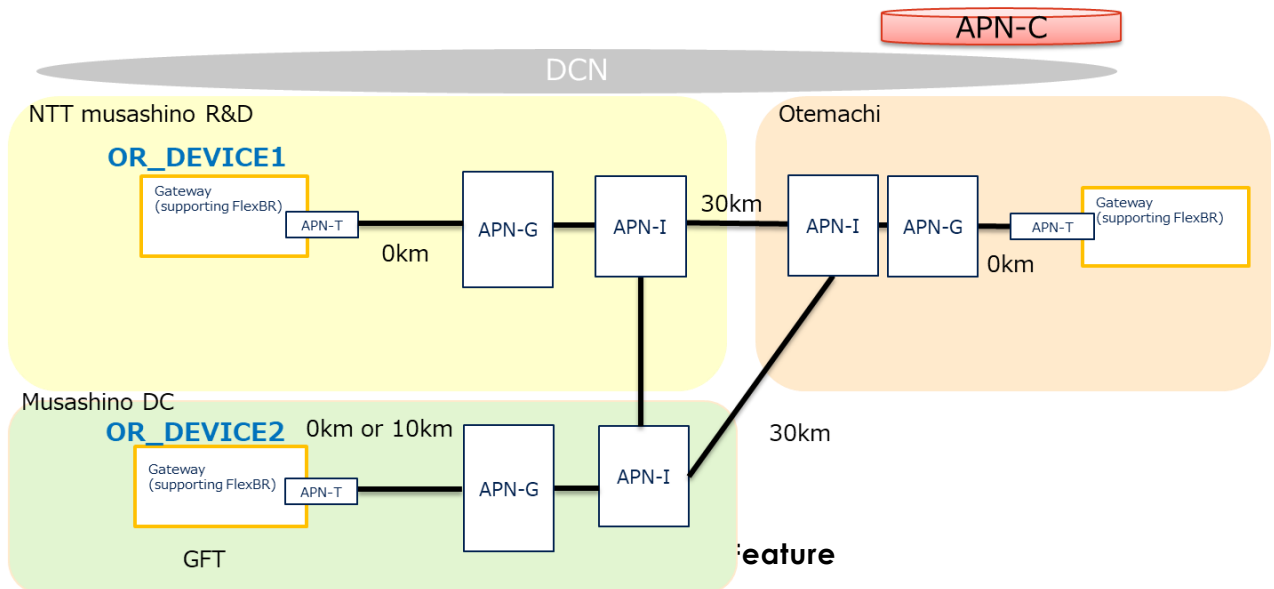 APN-C
DCN
NTT musashino R&D
Otemachi
OR_DEVICE1
Gateway
(supporting FlexBR)
APN-T
0km
APN-G
APN-I
30km
APN-I
APN-G
0km
APN-T
Gateway
(supporting FlexBR)
Musashino DC
OR_DEVICE2
0km or 10km
Gateway
(supporting FlexBR)
APN-T
APN-G
APN-I
30km
GFT
eature